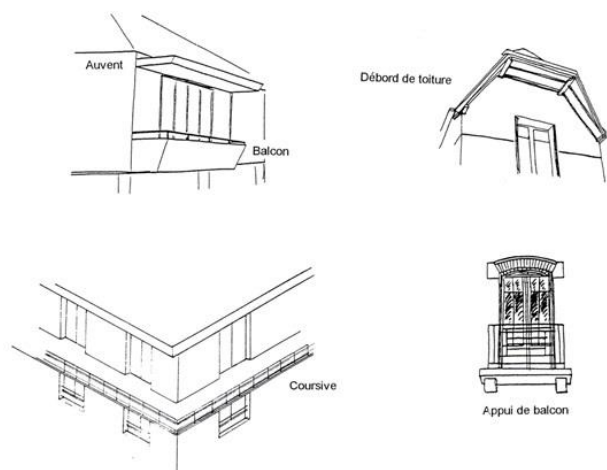 Auvent
Débord de toiture
Balcon
Coursive
Appui de balcon